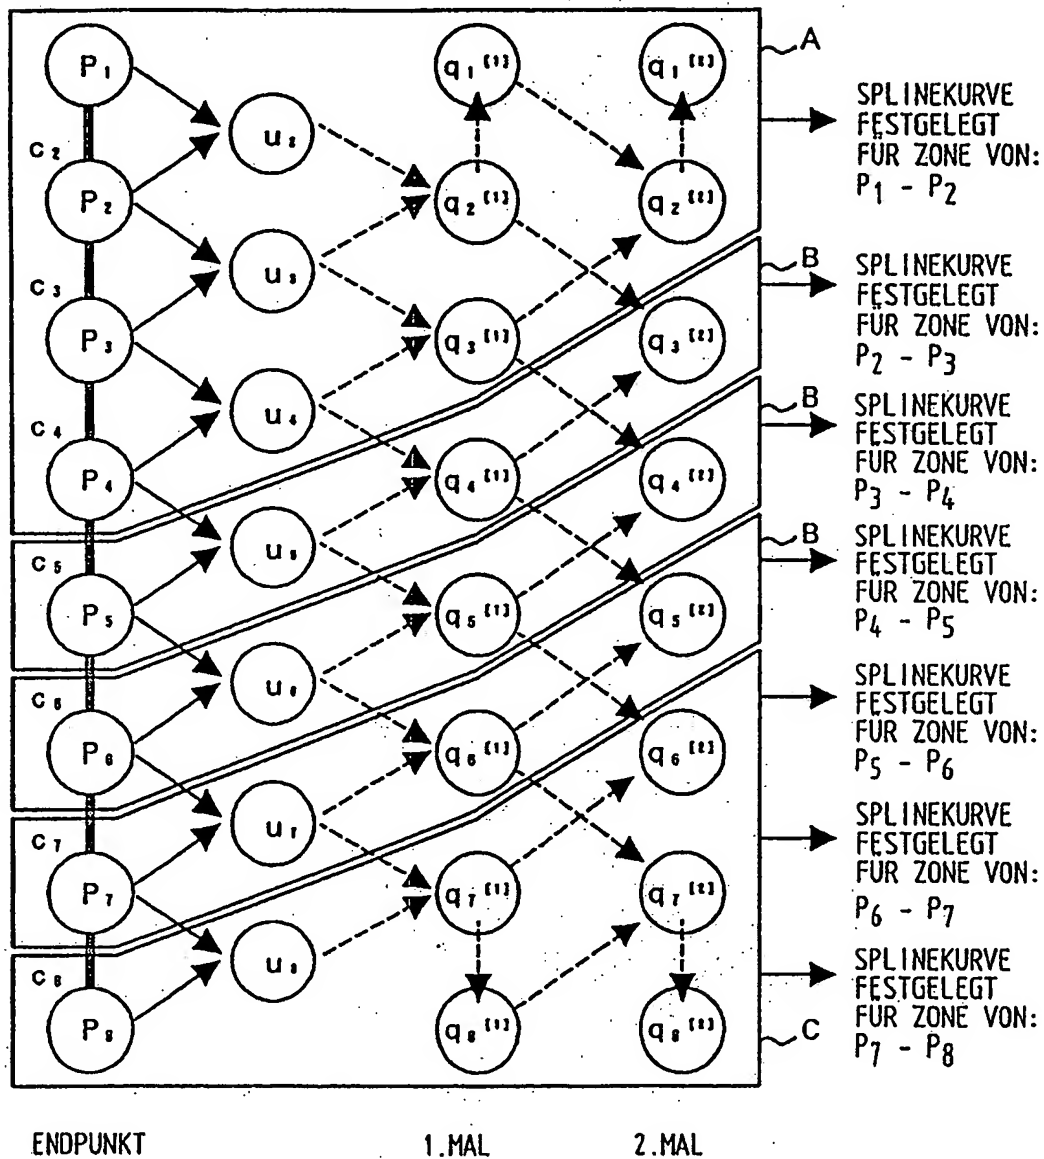 P₁ q₁[1] q₁[2] A
SPLINEKURVE
FESTGELEGT
FÜR ZONE VON:
P₁ - P₂
u₂
c₂
P₂ q₂[1] q₂[2]
B
SPLINEKURVE
FESTGELEGT
FÜR ZONE VON:
P₂ - P₃
u₃
c₃
P₃ q₃[1] q₃[2]
B
SPLINEKURVE
FESTGELEGT
FÜR ZONE VON:
P₃ - P₄
u₄
c₄
P₄ q₄[1] q₄[2]
B
SPLINEKURVE
FESTGELEGT
FÜR ZONE VON:
P₄ - P₅
u₅
c₅
P₅ q₅[1] q₅[2]
SPLINEKURVE
FESTGELEGT
FÜR ZONE VON:
P₅ - P₆
u₆
c₆
P₆ q₆[1] q₆[2]
SPLINEKURVE
FESTGELEGT
FÜR ZONE VON:
P₆ - P₇
u₇
c₇
P₇ q₇[1] q₇[2]
SPLINEKURVE
FESTGELEGT
FÜR ZONE VON:
P₇ - P₈
u₈
c₈
P₈ q₈[1] q₈[2] C
ENDPUNKT 1.MAL 2.MAL